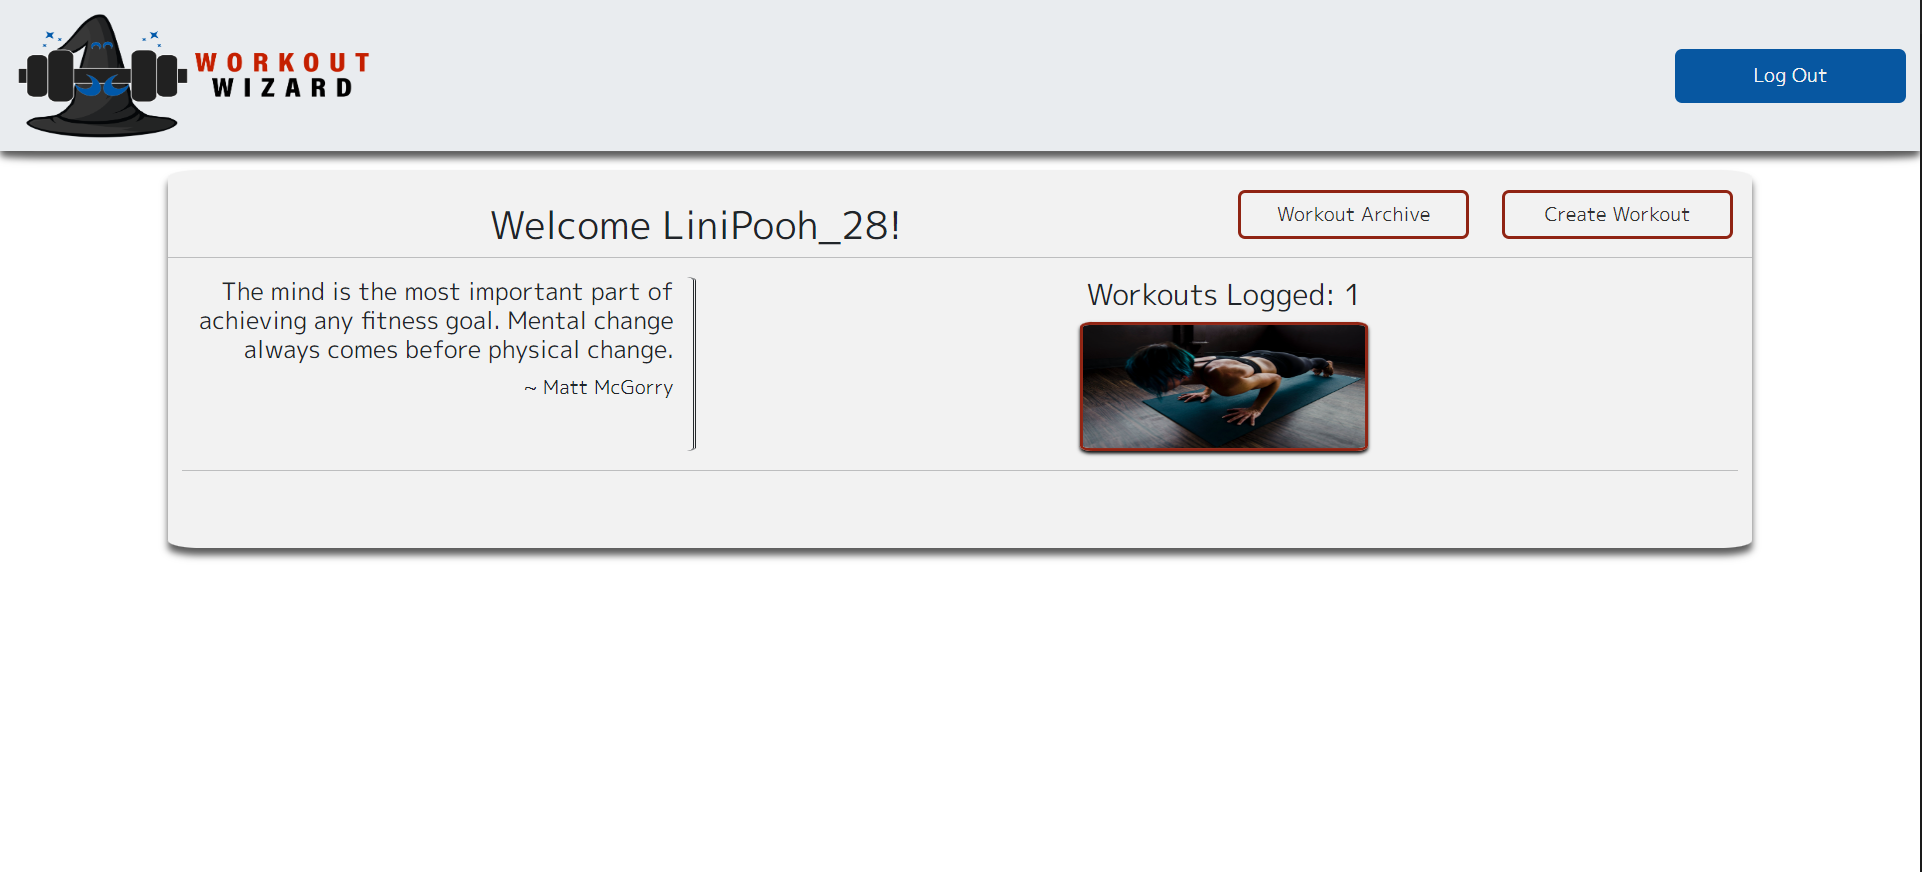 WORKOUT
WIZARD
Log Out
Welcome LiniPooh_28!
Workout Archive
Create Workout
The mind is the most important part of
achieving any fitness goal. Mental change
always comes before physical change.
~ Matt McGorry
Workouts Logged: 1